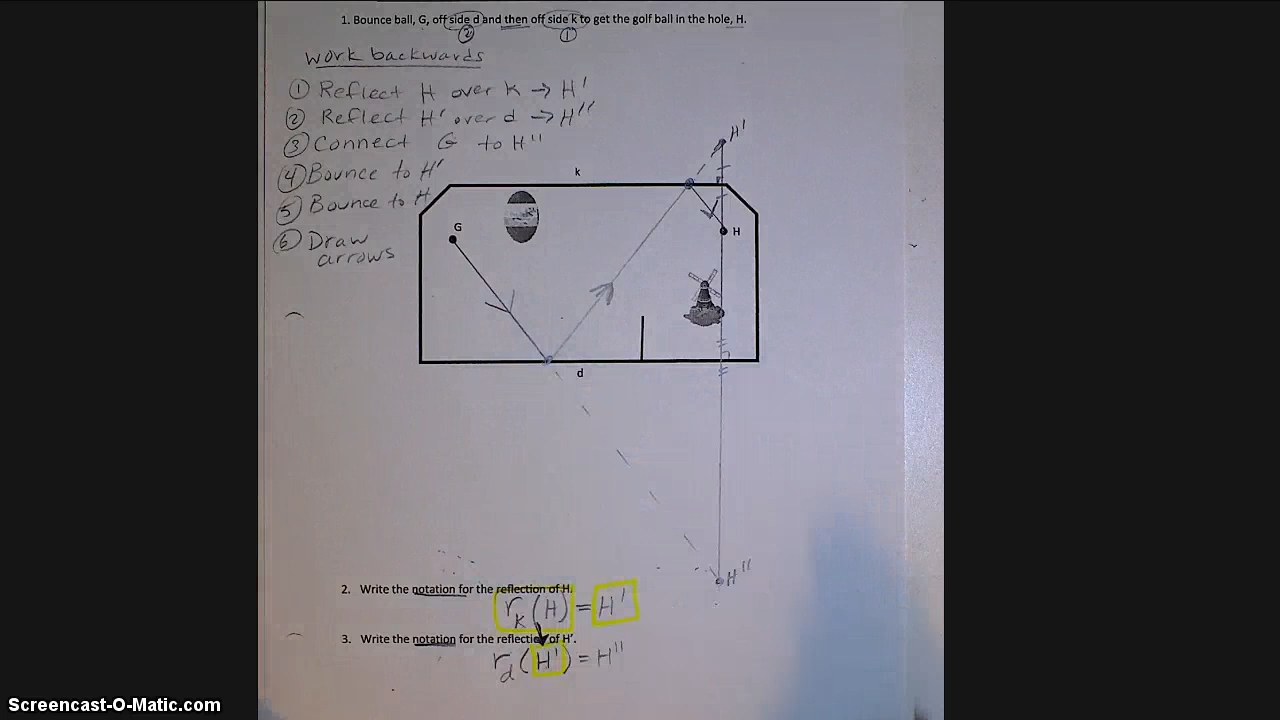 1. Bounce ball, G, off side d and then off side k to get the golf ball in the hole, H.
② ①
work backwards
① Reflect H over k → H'
② Reflect H' over d → H''
③ Connect G to H''
④ Bounce to H'
⑤ Bounce to H
⑥ Draw
arrows
H'
k
G
H
d
H''
2. Write the notation for the reflection of H.
r_k (H) = H'
3. Write the notation for the reflection of H'.
r_d (H') = H''
Screencast-O-Matic.com